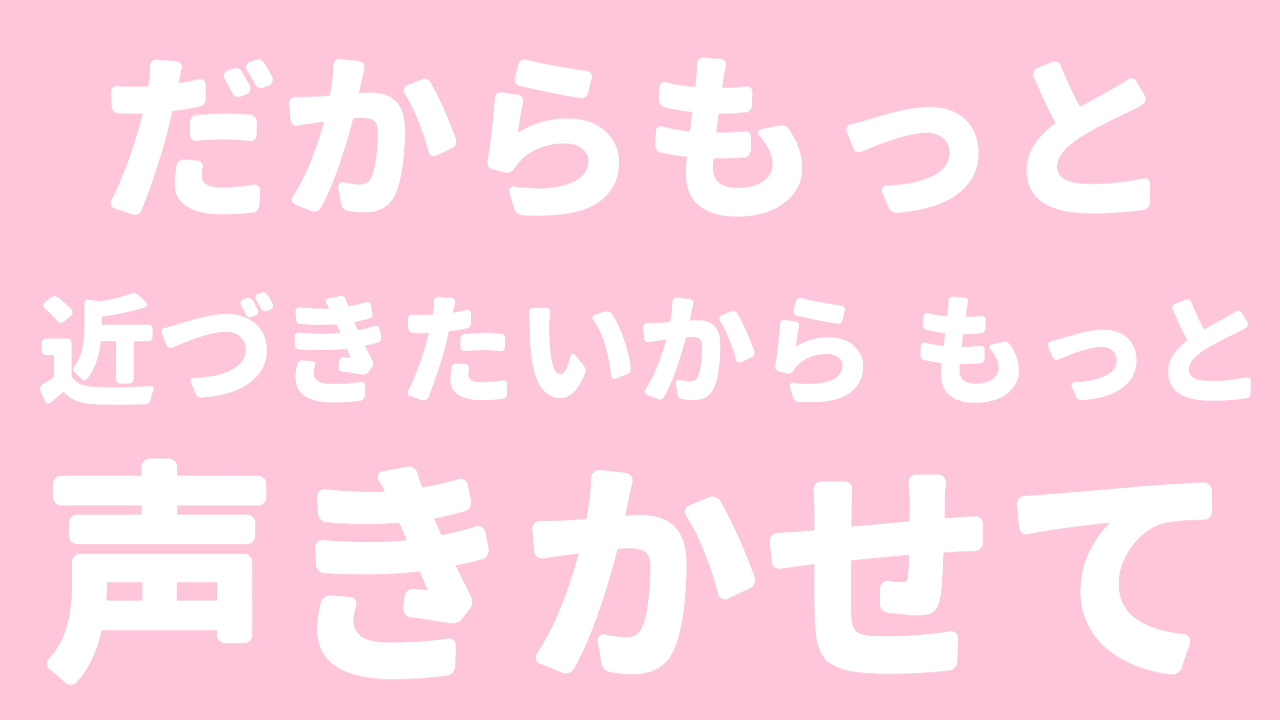 だからもっと
近づきたいから もっと
声きかせて